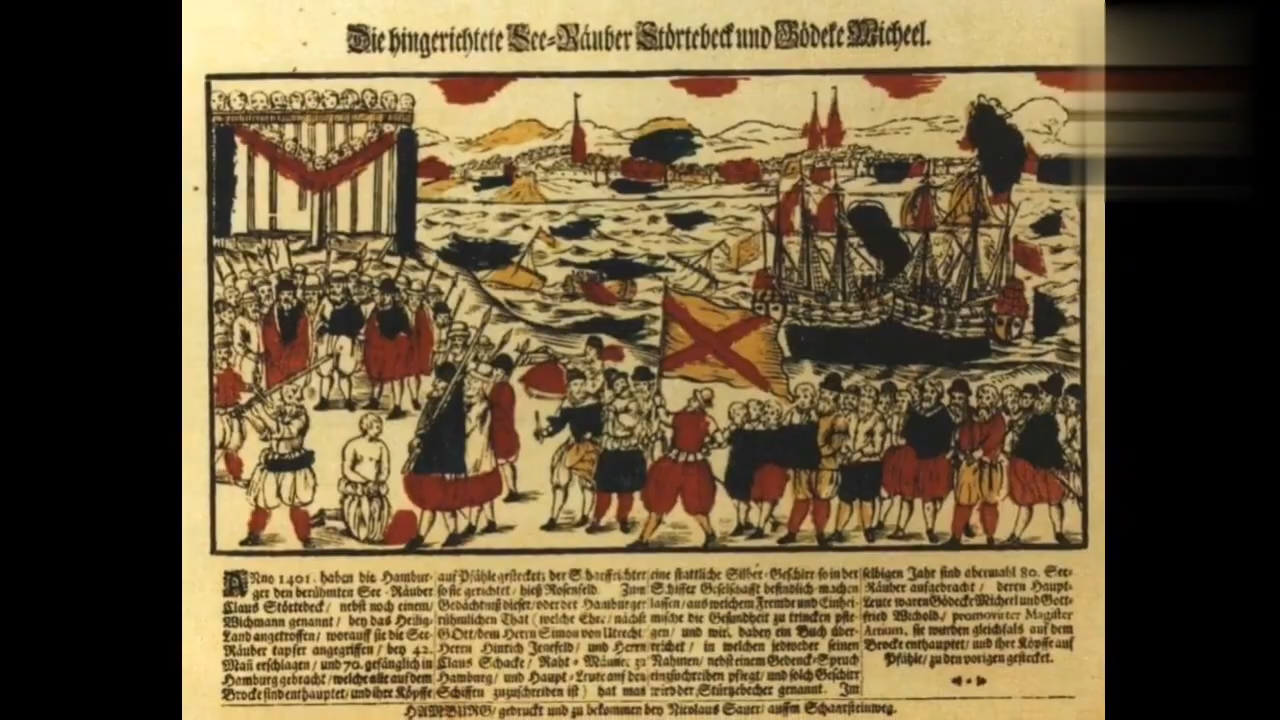 Die hingerichtete See-Räuber Störtebeck und Gödeke Micheel.
ANno 1401. haben die Hambur-
ger den berühmten See-Räuber
Claus Störtebeck/ nebst noch einem/
Wichmann genannt/ bey das Heilig-
Land angetroffen/ worauff sie die See-
Räuber tapfer angegriffen/ bey 42.
Mañ erschlagen/ und 70. gefänglich in
Hamburg gebracht/ welche alle auf dem
Brocke sind enthauptet/ und ihre Köpffe
auf Pfähle gestecket; der Scharffrichter
so sie gerichtet/ hieß Rosenfeld. Zum
Gedächtnuß dieser/ oder der Hamburger
rühmlichen That (welche Ehre/ nächst
GOtt/ dem Herrn Simon von Utrecht/
Herrn Hinrich Jenefeld/ und Herrn
Claus Schacke/ Raht-Männer zu
Hamburg/ und Haupt-Leute auf des
Schiffen zuzuschreiben ist) hat man
eine stattliche Silber-Geschirr so in der
Schiffer Gesellschafft befindlich machen
lassen/ aus welchem Fremde und Einhei-
mische die Gesundheit zu trincken pfle-
gen/ und wird dabey ein Buch über-
reichet/ in welchen jedweder seinen
Nahmen/ nebst einem Gedenck-Spruch
einzuschreiben pfleget/ und solch Geschirr
wird der Stürtzebecher genannt. Im
selbigen Jahr sind abermahl 80. See-
Räuber aufgebracht/ deren Haupt-
Leute waren Gödecke Micheel und Gott-
fried Wichold/ promovirter Magister
Artium, sie wurden gleichfals auf dem
Brocke enthauptet/ und ihre Köpffe auf
Pfähle/ zu den vorigen gestecket.
HAMBURG/ gedruckt und zu bekommen bey Nicolaus Sauer/ auffm Schaarsteinweg.